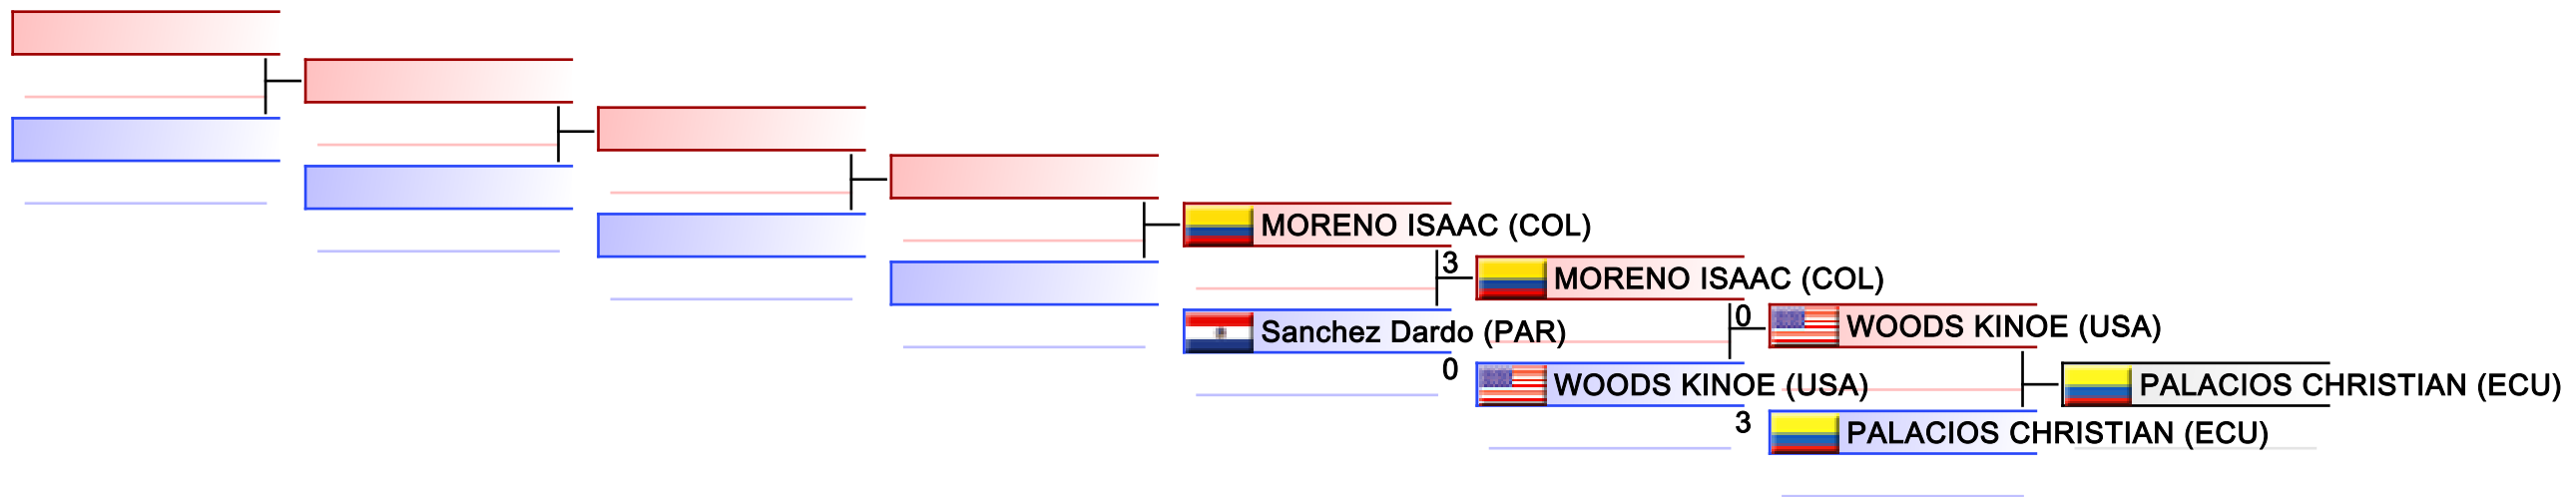 MORENO ISAAC (COL)
3
MORENO ISAAC (COL)
Sanchez Dardo (PAR)
0
0
WOODS KINOE (USA)
WOODS KINOE (USA)
3
PALACIOS CHRISTIAN (ECU)
PALACIOS CHRISTIAN (ECU)